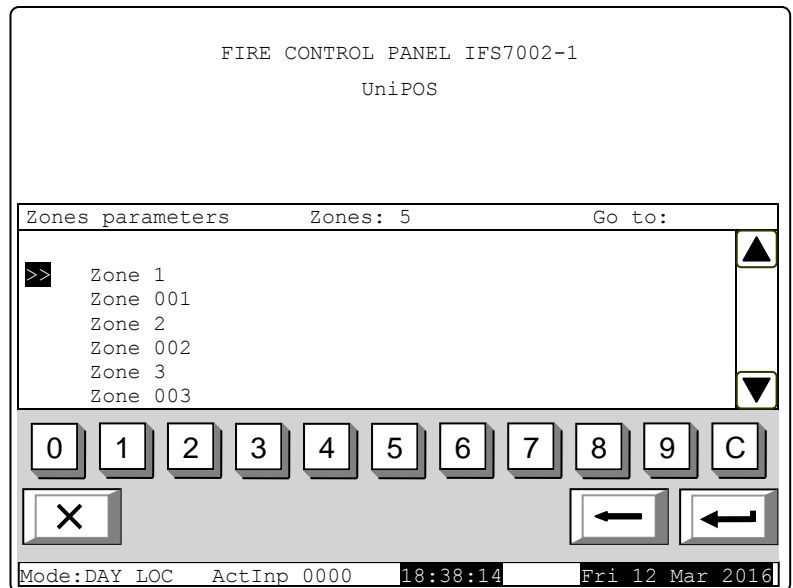 FIRE CONTROL PANEL IFS7002-1
UniPOS
Zones parameters Zones: 5 Go to:
>> Zone 1
Zone 001
Zone 2
Zone 002
Zone 3
Zone 003
0 1 2 3 4 5 6 7 8 9 C
Mode:DAY LOC ActInp 0000 18:38:14 Fri 12 Mar 2016